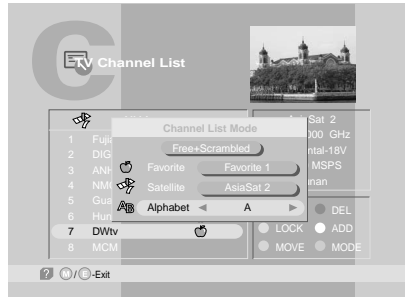 TV Channel List
Sat 2
Channel List Mode
000 GHz
1 Fuji
Free+Scrambled
ntal-18V
2 DIG
MSPS
3 ANH
Favorite
Favorite 1
4 NM
Satellite
AsiaSat 2
5 Gua
AB
Alphabet
A
DEL
6 Hun
7 DWtv
LOCK
ADD
8 MCM
MOVE
MODE
? M/E-Exit